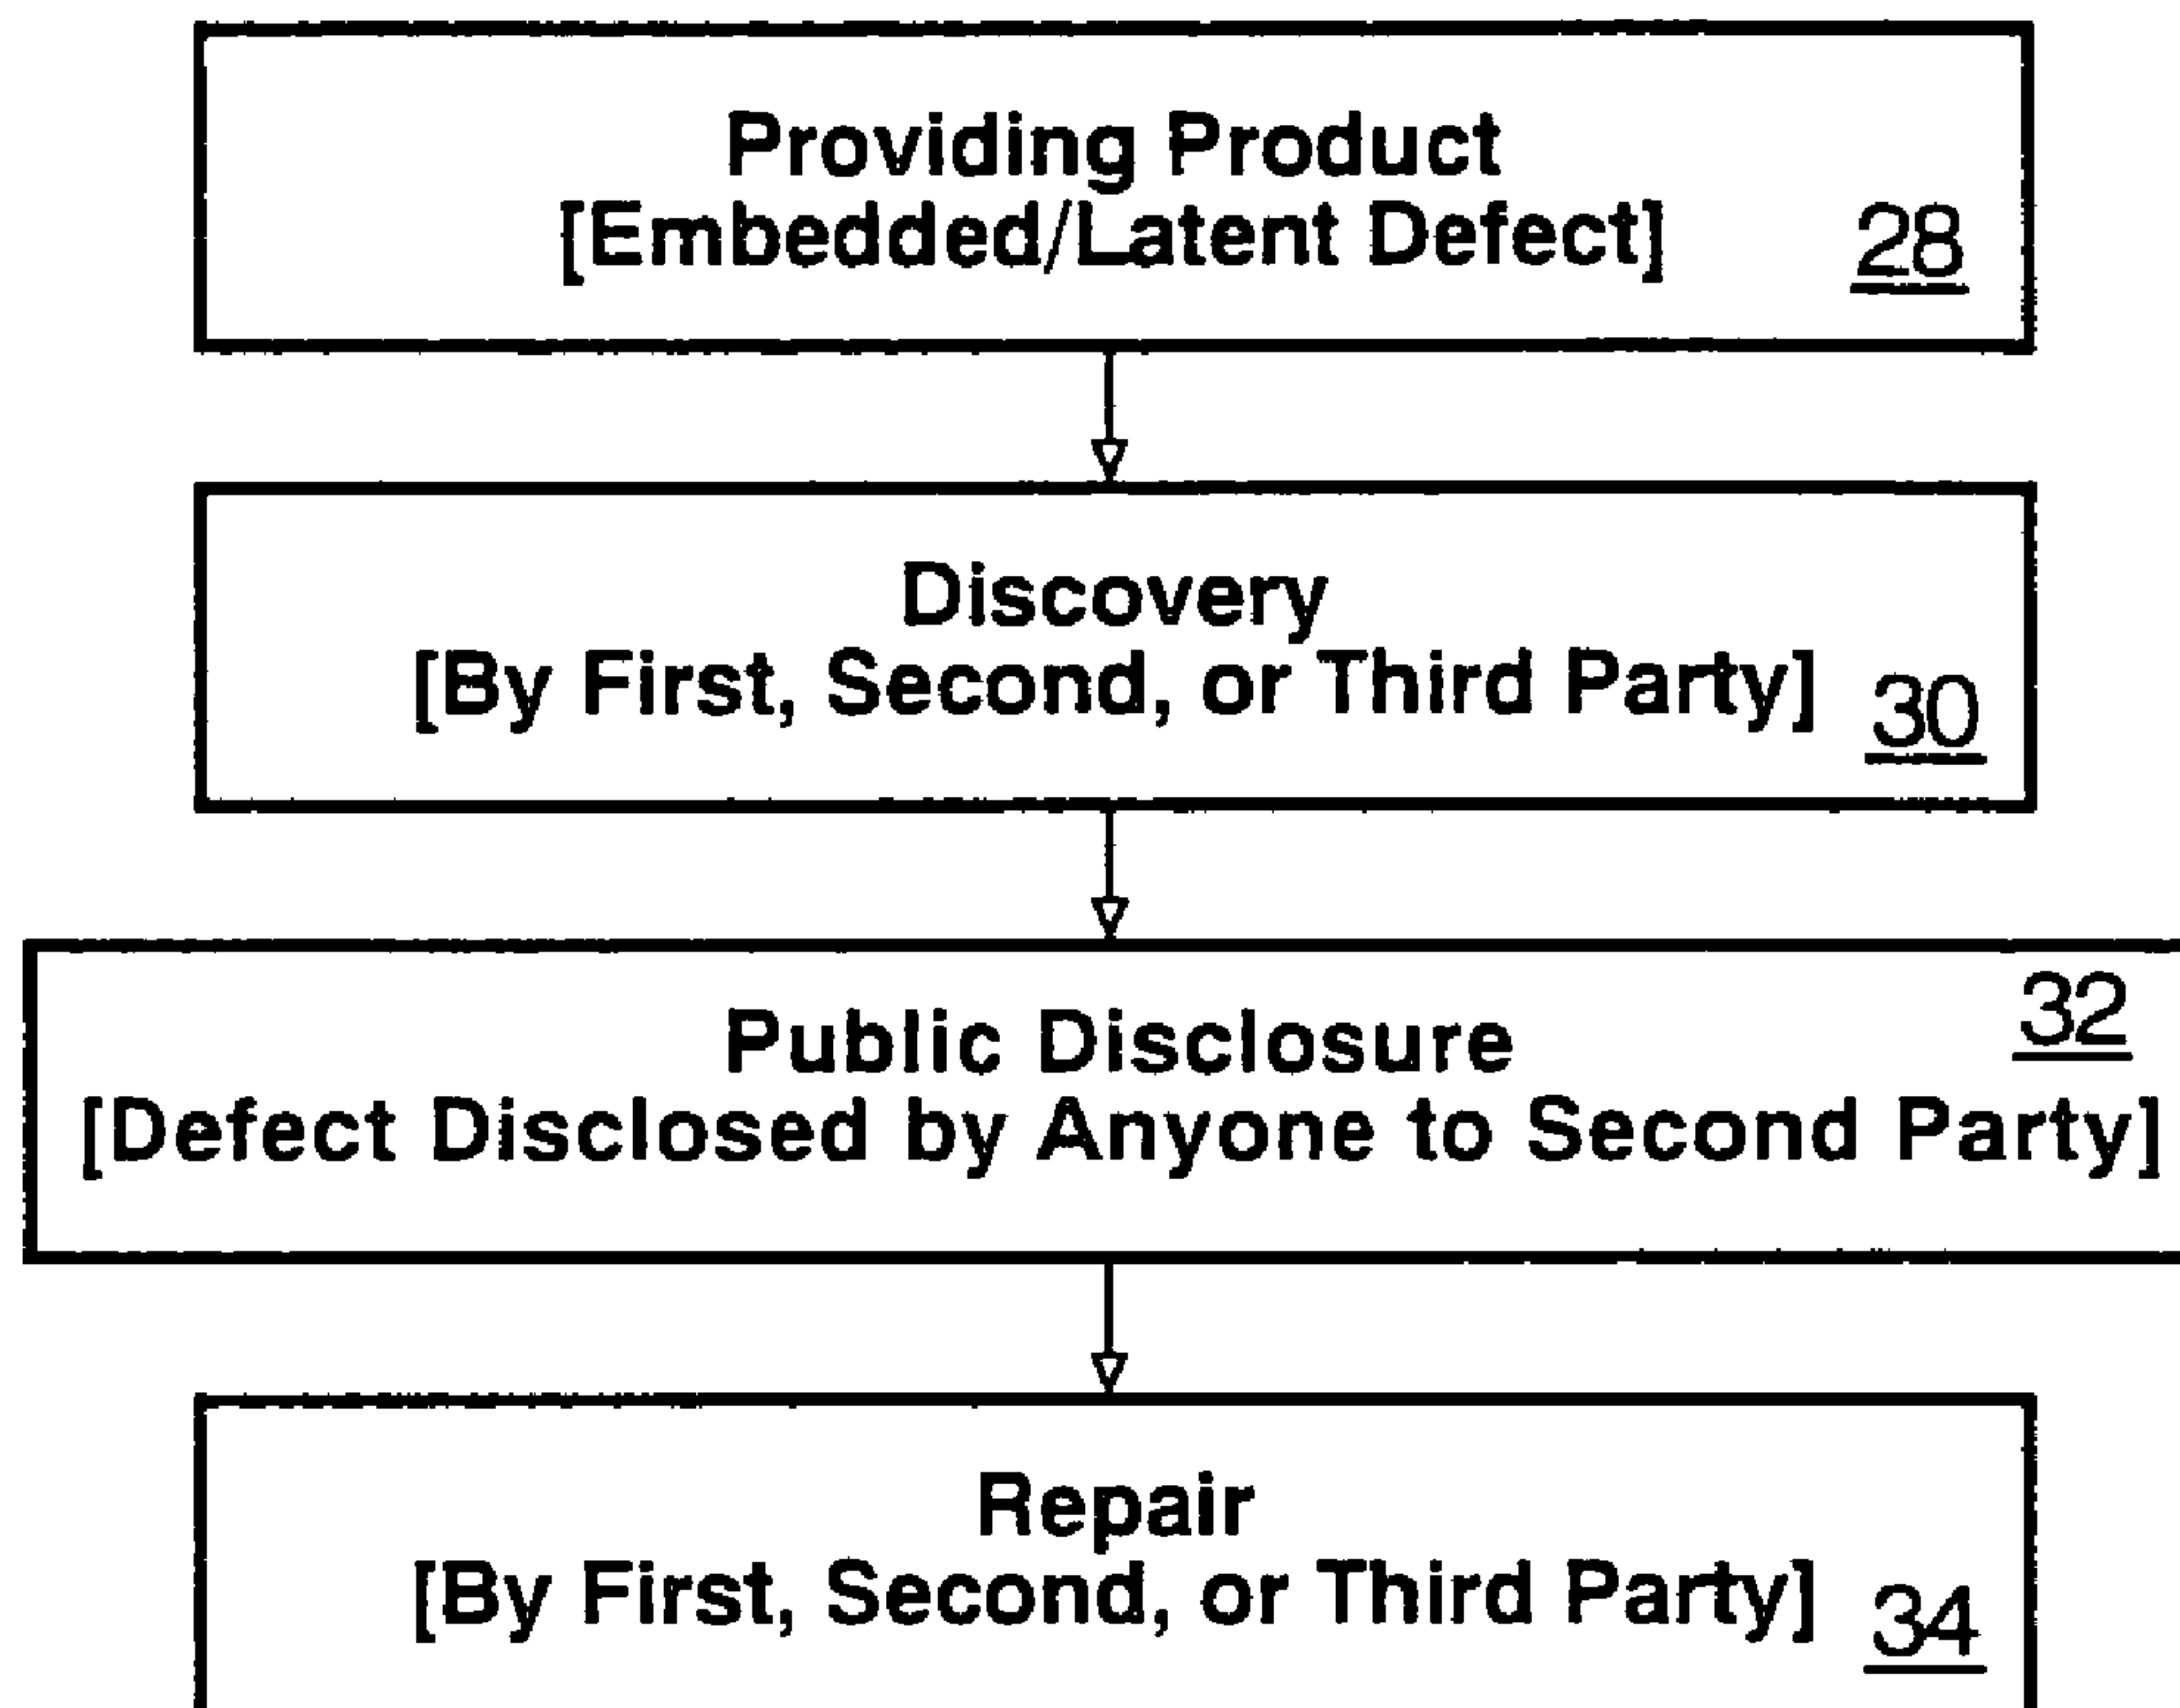 Providing Product
[Embedded/Latent Defect]
28
Discovery
[By First, Second, or Third Party]
30
32
Public Disclosure
[Defect Disclosed by Anyone to Second Party]
Repair
[By First, Second, or Third Party]
34